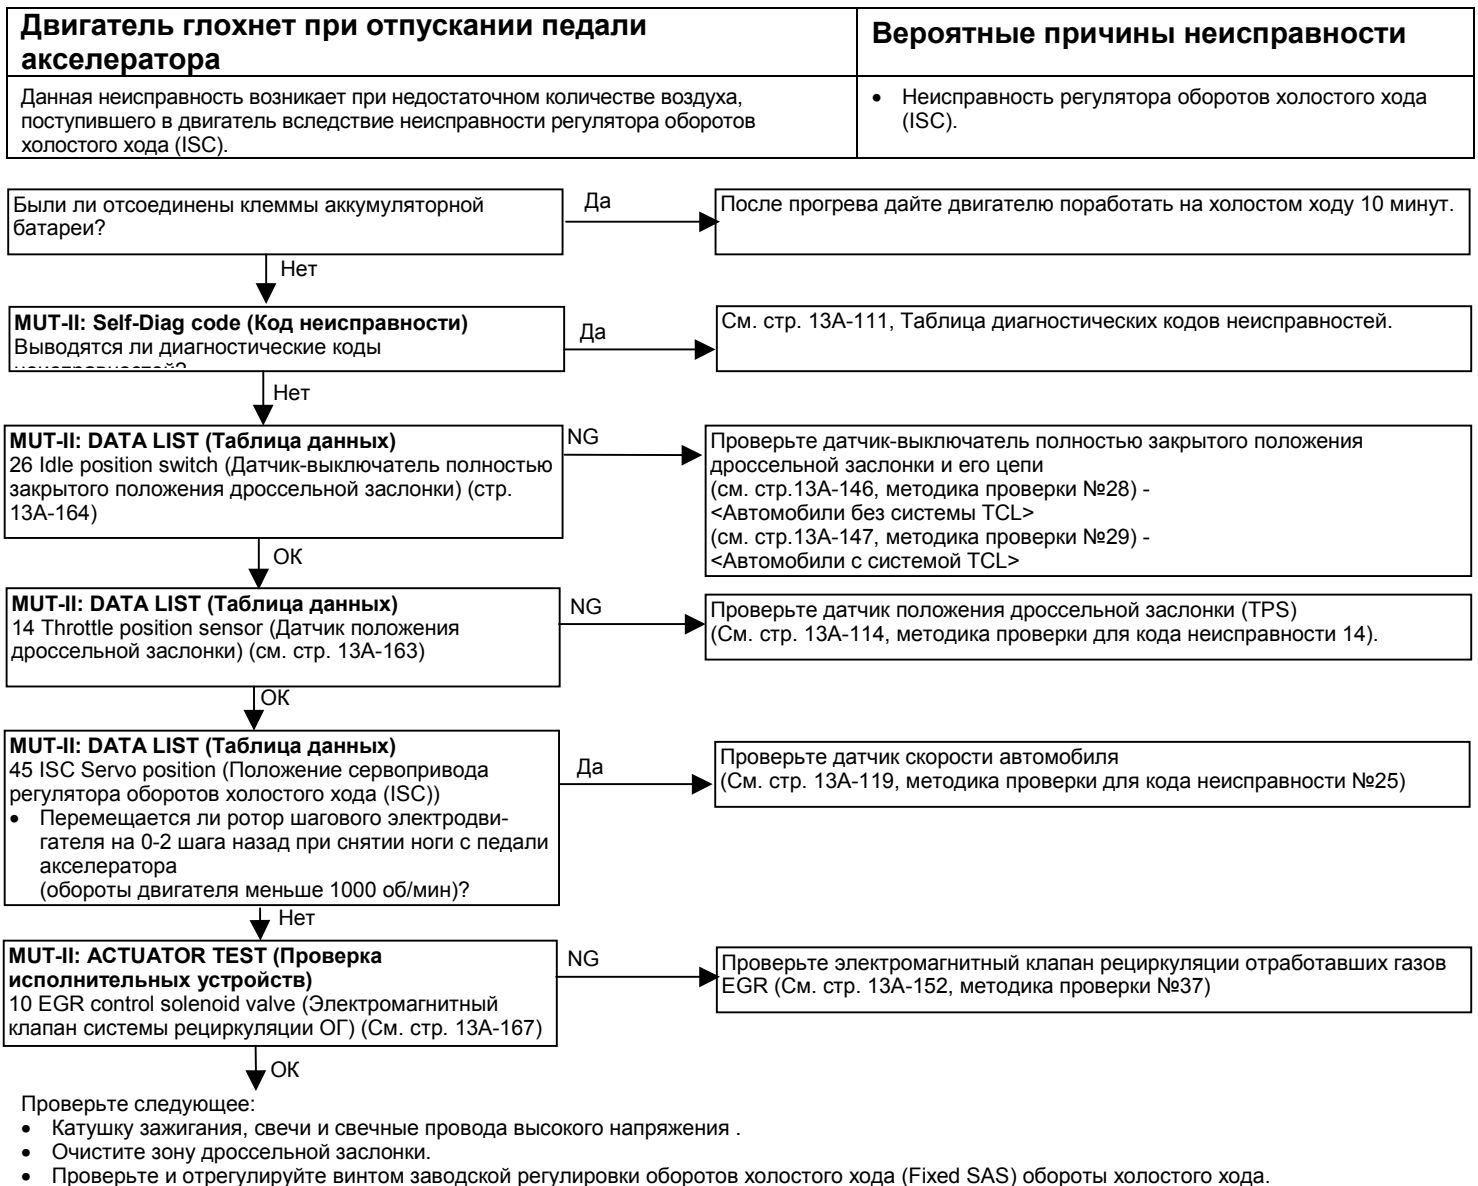 Двигатель глохнет при отпускании педали
акселератора
Вероятные причины неисправности
Данная неисправность возникает при недостаточном количестве воздуха,
поступившего в двигатель вследствие неисправности регулятора оборотов
холостого хода (ISC).
• Неисправность регулятора оборотов холостого хода
(ISC).
Были ли отсоединены клеммы аккумуляторной
батареи?
Да
После прогрева дайте двигателю поработать на холостом ходу 10 минут.
Нет
MUT-II: Self-Diag code (Код неисправности)
Выводятся ли диагностические коды
неисправностей?
Да
См. стр. 13А-111, Таблица диагностических кодов неисправностей.
Нет
MUT-II: DATA LIST (Таблица данных)
26 Idle position switch (Датчик-выключатель полностью
закрытого положения дроссельной заслонки) (стр.
13А-164)
NG
Проверьте датчик-выключатель полностью закрытого положения
дроссельной заслонки и его цепи
(см. стр.13А-146, методика проверки №28) -
<Автомобили без системы TCL>
(см. стр.13А-147, методика проверки №29) -
<Автомобили с системой TCL>
ОК
MUT-II: DATA LIST (Таблица данных)
14 Throttle position sensor (Датчик положения
дроссельной заслонки) (см. стр. 13А-163)
NG
Проверьте датчик положения дроссельной заслонки (TPS)
(См. стр. 13А-114, методика проверки для кода неисправности 14).
ОК
MUT-II: DATA LIST (Таблица данных)
45 ISC Servo position (Положение сервопривода
регулятора оборотов холостого хода (ISC))
• Перемещается ли ротор шагового электродви-
гателя на 0-2 шага назад при снятии ноги с педали
акселератора
(обороты двигателя меньше 1000 об/мин)?
Да
Проверьте датчик скорости автомобиля
(См. стр. 13А-119, методика проверки для кода неисправности №25)
Нет
MUT-II: ACTUATOR TEST (Проверка
исполнительных устройств)
10 EGR control solenoid valve (Электромагнитный
клапан системы рециркуляции ОГ) (См. стр. 13А-167)
NG
Проверьте электромагнитный клапан рециркуляции отработавших газов
EGR (См. стр. 13А-152, методика проверки №37)
ОК
Проверьте следующее:
• Катушку зажигания, свечи и свечные провода высокого напряжения .
• Очистите зону дроссельной заслонки.
• Проверьте и отрегулируйте винтом заводской регулировки оборотов холостого хода (Fixed SAS) обороты холостого хода.